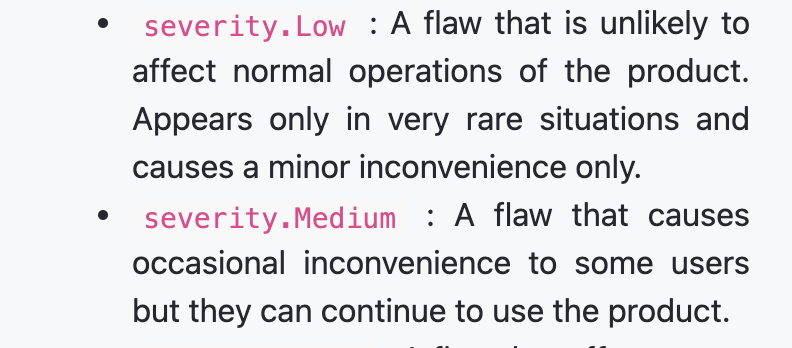 • severity.Low : A flaw that is unlikely to
affect normal operations of the product.
Appears only in very rare situations and
causes a minor inconvenience only.
• severity.Medium : A flaw that causes
occasional inconvenience to some users
but they can continue to use the product.